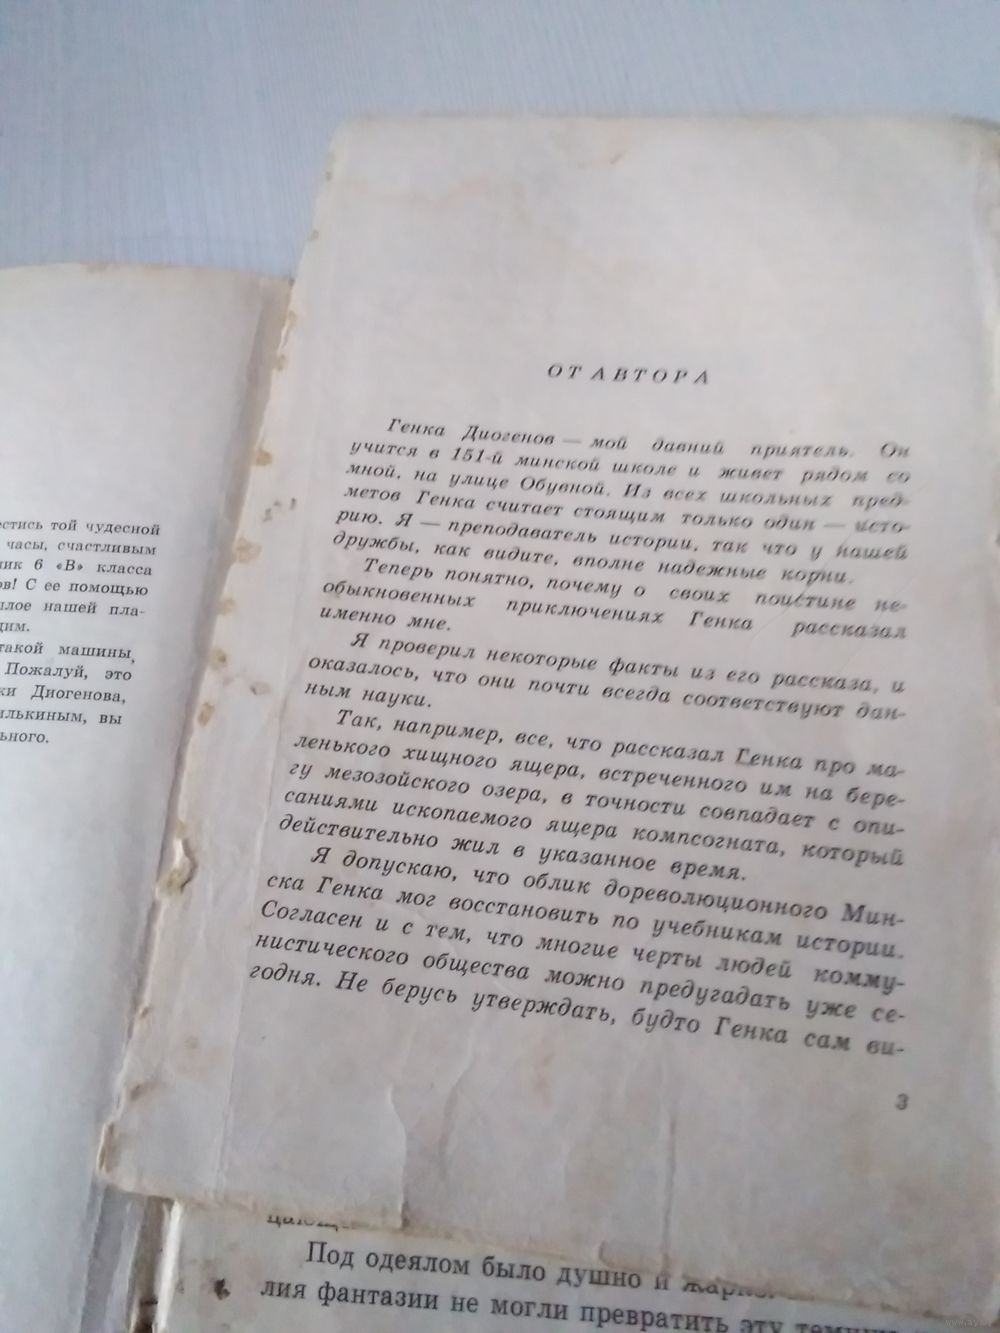 стись той чудесной
часы, счастливым
ник 6 «В» класса
ов! С ее помощью
лое нашей пла-
щим.
такой машины,
Пожалуй, это
ки Диогенова,
лькиным, вы
ьного.
ОТ АВТОРА
Генка Диогенов — мой давний приятель. Он
учится в 151-й минской школе и живет рядом со
мной, на улице Обувной. Из всех школьных пред-
метов Генка считает стоящим только один — исто-
рию. Я — преподаватель истории, так что у нашей
дружбы, как видите, вполне надежные корни.
Теперь понятно, почему о своих поистине не-
обыкновенных приключениях Генка рассказал
именно мне.
Я проверил некоторые факты из его рассказа, и
оказалось, что они почти всегда соответствуют дан-
ным науки.
Так, например, все, что рассказал Генка про ма-
ленького хищного ящера, встреченного им на бере-
гу мезозойского озера, в точности совпадает с опи-
саниями ископаемого ящера компсогната, который
действительно жил в указанное время.
Я допускаю, что облик дореволюционного Мин-
ска Генка мог восстановить по учебникам истории.
Согласен и с тем, что многие черты людей комму-
нистического общества можно предугадать уже се-
годня. Не берусь утверждать, будто Генка сам ви-
3
Под одеялом было душно и жарко.
лия фантазии не могли превратить эту